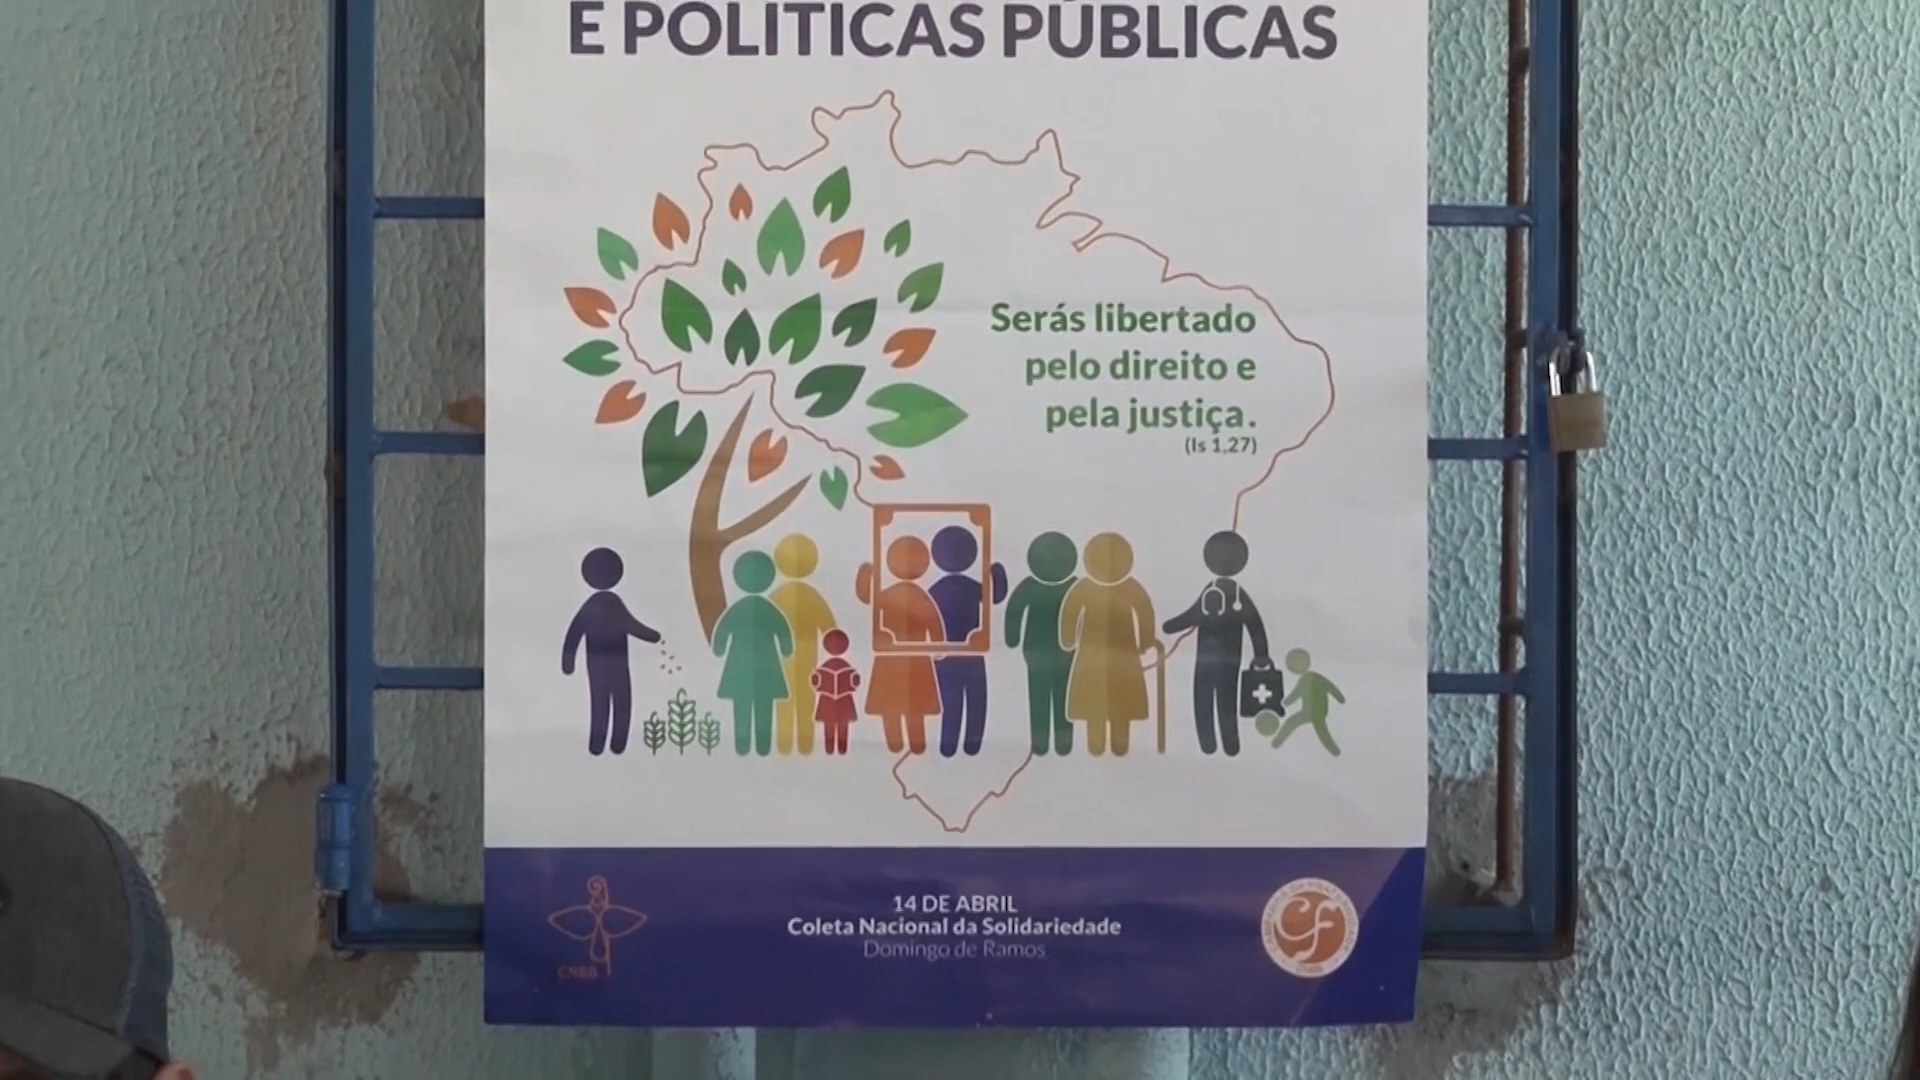 E POLÍTICAS PÚBLICAS
Serás libertado
pelo direito e
pela justiça.
(Is 1,27)
14 DE ABRIL
Coleta Nacional da Solidariedade
Domingo de Ramos
CNBB
CF